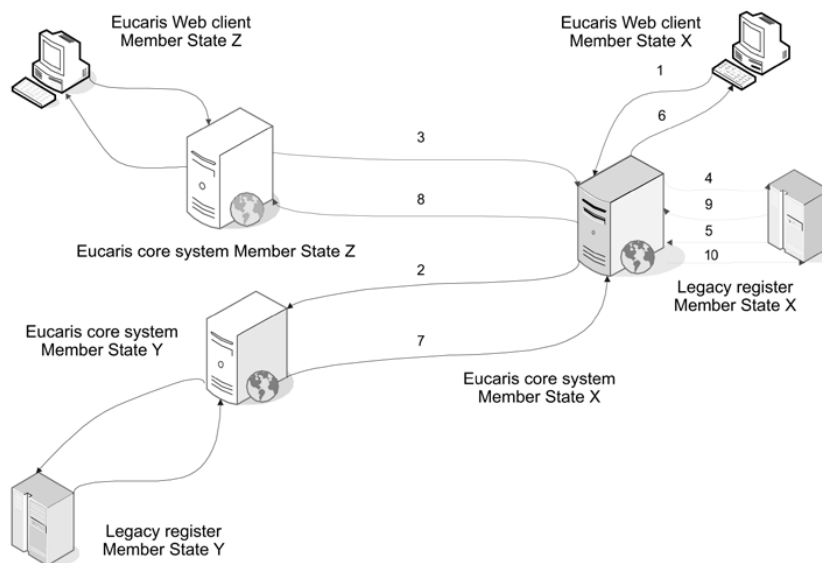 Eucaris Web client
Member State Z
Eucaris Web client
Member State X
1
6
3
4
9
8
5
10
Eucaris core system Member State Z
2
Legacy register
Member State X
Eucaris core system
Member State Y
7
Eucaris core system
Member State X
Legacy register
Member State Y